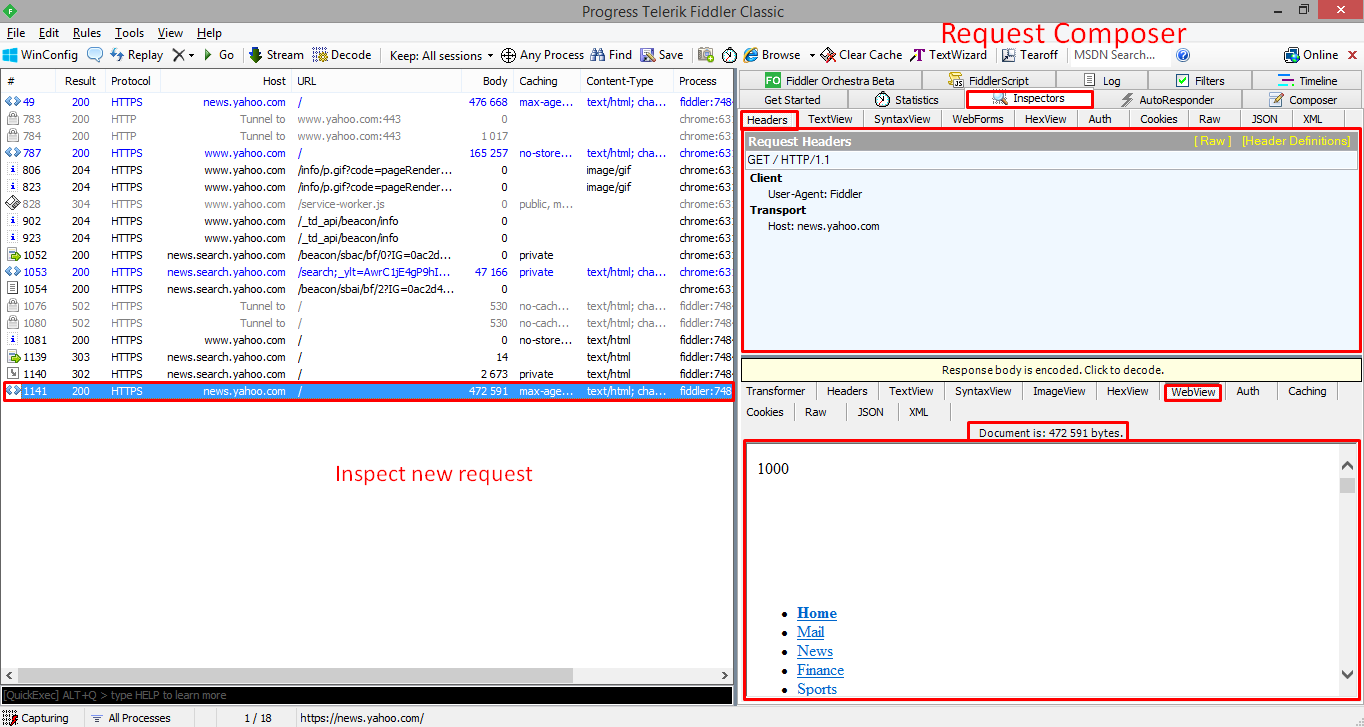 Progress Telerik Fiddler Classic
File Edit Rules Tools View Help
Request Composer
WinConfig Replay Go Stream Decode Keep: All sessions Any Process Find Save Browse Clear Cache TextWizard Tearoff MSDN Search... Online
# Result Protocol Host URL Body Caching Content-Type Process
49 200 HTTPS news.yahoo.com / 476 668 max-age... text/html; cha... fiddler:748
783 200 HTTP Tunnel to www.yahoo.com:443 0 chrome:631
784 200 HTTP Tunnel to www.yahoo.com:443 1 017 chrome:631
787 200 HTTPS www.yahoo.com / 165 257 no-store... text/html; cha... chrome:631
806 204 HTTPS www.yahoo.com /info/p.gif?code=pageRender... 0 image/gif chrome:631
823 204 HTTPS www.yahoo.com /info/p.gif?code=pageRender... 0 image/gif chrome:631
828 304 HTTPS www.yahoo.com /service-worker.js 0 public, m... chrome:631
902 204 HTTPS www.yahoo.com /_td_api/beacon/info 0 chrome:631
923 204 HTTPS www.yahoo.com /_td_api/beacon/info 0 chrome:631
1052 200 HTTPS news.search.yahoo.com /beacon/sbac/bf/0?IG=0ac2d... 0 private chrome:631
1053 200 HTTPS news.search.yahoo.com /search;_ylt=AwrC1jE4gP9hI... 47 166 private text/html; cha... chrome:631
1054 200 HTTPS news.search.yahoo.com /beacon/sbai/bf/2?IG=0ac2d4... 0 chrome:631
1076 502 HTTPS Tunnel to / 530 no-cach... text/html; cha... fiddler:748
1080 502 HTTPS Tunnel to / 530 no-cach... text/html; cha... fiddler:748
1081 200 HTTPS www.yahoo.com / 0 no-store... text/html fiddler:748
1139 303 HTTPS news.search.yahoo.com / 14 text/html fiddler:748
1140 302 HTTPS news.search.yahoo.com / 2 673 private text/html fiddler:748
1141 200 HTTPS news.yahoo.com / 472 591 max-age... text/html; cha... fiddler:748
Inspect new request
[QuickExec] ALT+Q > type HELP to learn more
FO Fiddler Orchestra Beta FiddlerScript Log Filters Timeline
Get Started Statistics Inspectors AutoResponder Composer
Headers TextView SyntaxView WebForms HexView Auth Cookies Raw JSON XML
Request Headers [ Raw ] [Header Definitions]
GET / HTTP/1.1
Client
User-Agent: Fiddler
Transport
Host: news.yahoo.com
Response body is encoded. Click to decode.
Transformer Headers TextView SyntaxView ImageView HexView WebView Auth Caching
Cookies Raw JSON XML
Document is: 472 591 bytes.
1000
Home
Mail
News
Finance
Sports
Capturing All Processes 1 / 18 https://news.yahoo.com/